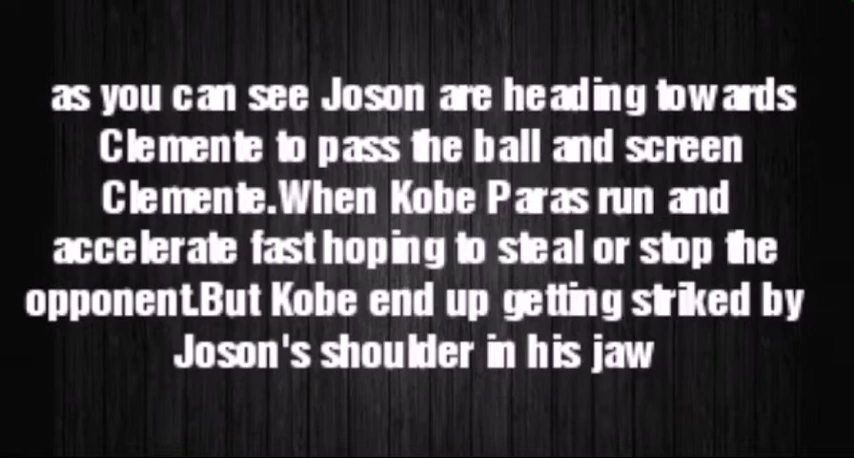 as you can see Joson are heading towards
Clemente to pass the ball and screen
Clemente.When Kobe Paras run and
accelerate fast hoping to steal or stop the
opponent.But Kobe end up getting striked by
Joson's shoulder in his jaw